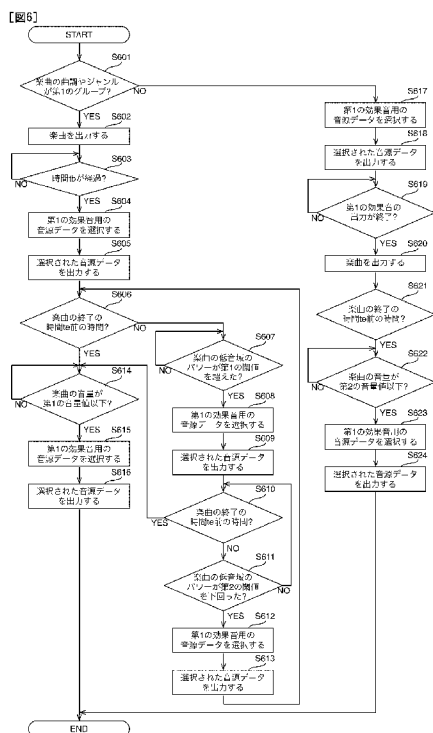 [図6]
START
S601
楽曲の曲調やジャンル
が第1のグループ?
NO
YES
S602
楽曲を出力する
S603
時間tbが経過?
NO
YES
S604
第1の効果音用の
音源データを選択する
S605
選択された音源データ
を出力する
S606
楽曲の終了の
時間te前の時間?
NO
YES
S607
楽曲の低音域の
パワーが第1の閾値
を超えた?
NO
YES
S608
第1の効果音用の
音源データを選択する
S609
選択された音源データ
を出力する
S610
楽曲の終了の
時間te前の時間?
YES
NO
S611
楽曲の低音域の
パワーが第2の閾値
を下回った?
NO
YES
S612
第1の効果音用の
音源データを選択する
S613
選択された音源データ
を出力する
S614
楽曲の音量が
第1の音量値以下?
NO
YES
S615
第1の効果音用の
音源データを選択する
S616
選択された音源データ
を出力する
S617
第1の効果音用の
音源データを選択する
S618
選択された音源データ
を出力する
S619
第1の効果音の
出力が終了?
NO
YES
S620
楽曲を出力する
S621
楽曲の終了の
時間te前の時間?
YES
S622
楽曲の音量が
第2の音量値以下?
NO
YES
S623
第1の効果音用の
音源データを選択する
S624
選択された音源データ
を出力する
END